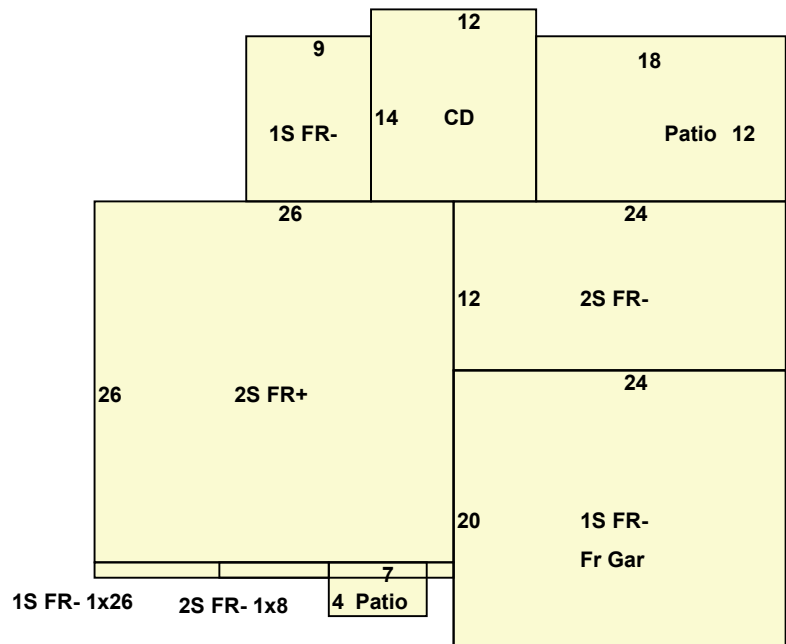 12
9
18
14 CD
1S FR-
Patio 12
26
24
12 2S FR-
24
26 2S FR+
20 1S FR-
Fr Gar
7
1S FR- 1x26
2S FR- 1x8
4 Patio